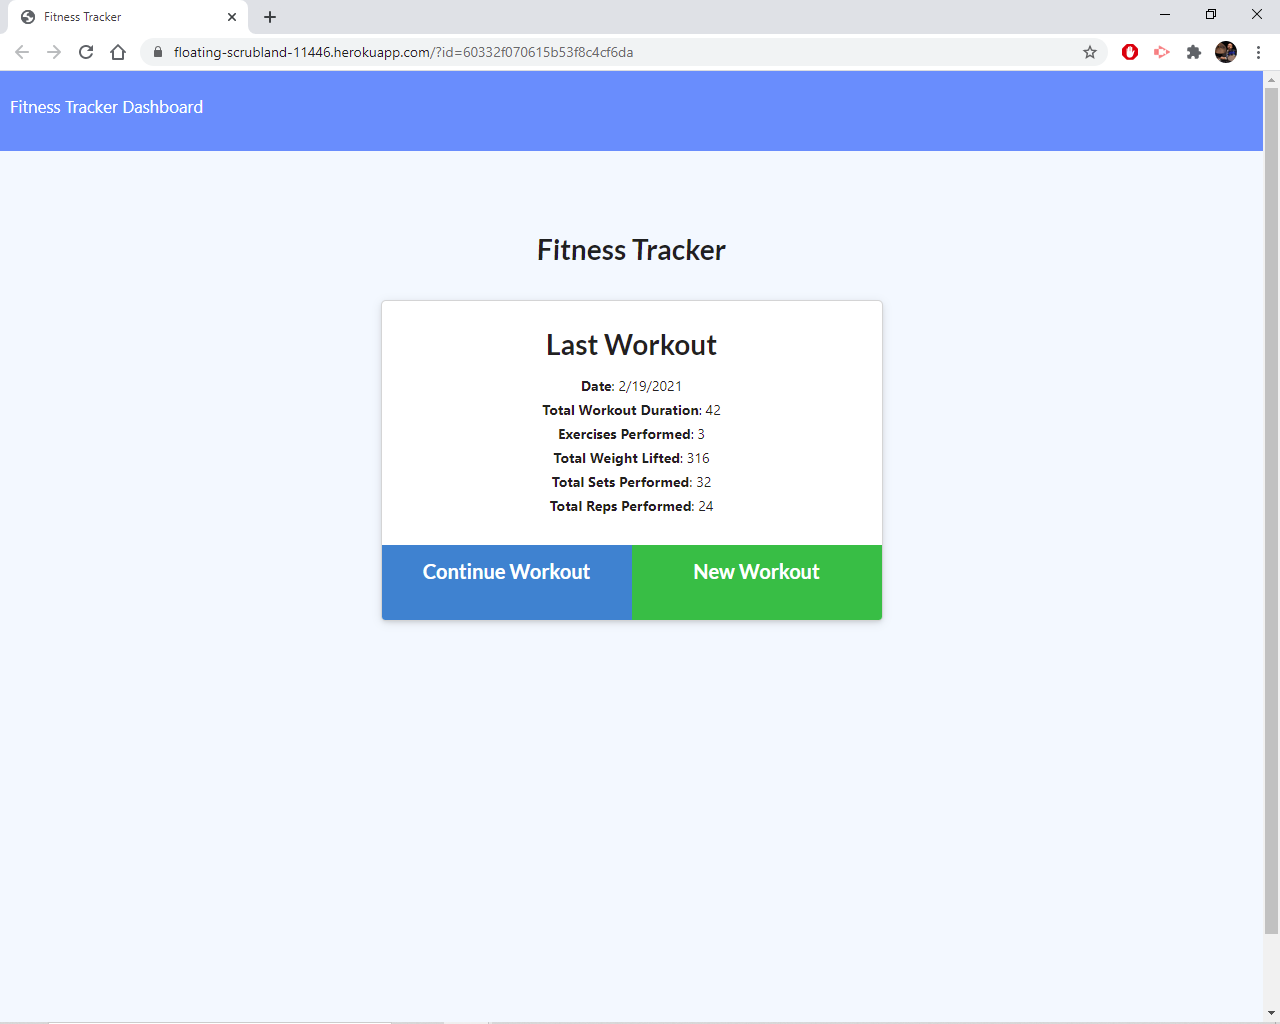 Fitness Tracker
floating-scrubland-11446.herokuapp.com/?id=60332f070615b53f8c4cf6da
Fitness Tracker Dashboard
Fitness Tracker
Last Workout
Date: 2/19/2021
Total Workout Duration: 42
Exercises Performed: 3
Total Weight Lifted: 316
Total Sets Performed: 32
Total Reps Performed: 24
Continue Workout
New Workout